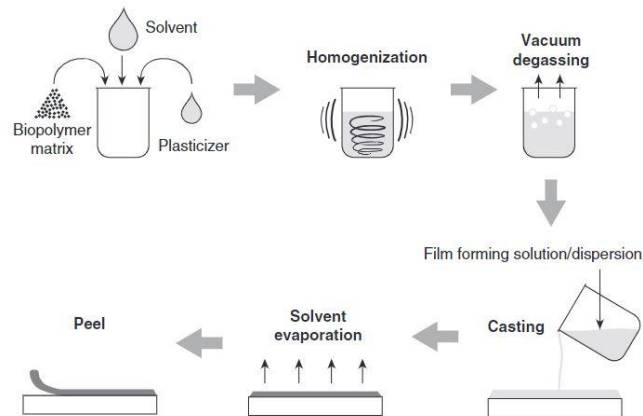 Solvent
Biopolymer
matrix
Plasticizer
Homogenization
Vacuum
degassing
Film forming solution/dispersion
Casting
Solvent
evaporation
Peel